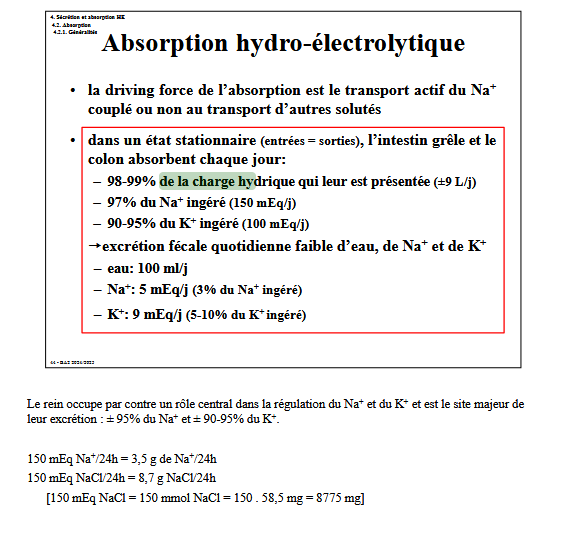 4. Sécrétion et absorption HE
4.2. Absorption
4.2.1. Généralités
Absorption hydro-électrolytique
• la driving force de l’absorption est le transport actif du Na⁺
couplé ou non au transport d’autres solutés
• dans un état stationnaire (entrées = sorties), l’intestin grêle et le
colon absorbent chaque jour:
– 98-99% de la charge hydrique qui leur est présentée (±9 L/j)
– 97% du Na⁺ ingéré (150 mEq/j)
– 90-95% du K⁺ ingéré (100 mEq/j)
→excrétion fécale quotidienne faible d’eau, de Na⁺ et de K⁺
– eau: 100 ml/j
– Na⁺: 5 mEq/j (3% du Na⁺ ingéré)
– K⁺: 9 mEq/j (5-10% du K⁺ ingéré)
Le rein occupe par contre un rôle central dans la régulation du Na⁺ et du K⁺ et est le site majeur de
leur excrétion : ± 95% du Na⁺ et ± 90-95% du K⁺.
150 mEq Na⁺/24h = 3,5 g de Na⁺/24h
150 mEq NaCl/24h = 8,7 g NaCl/24h
[150 mEq NaCl = 150 mmol NaCl = 150 . 58,5 mg = 8775 mg]